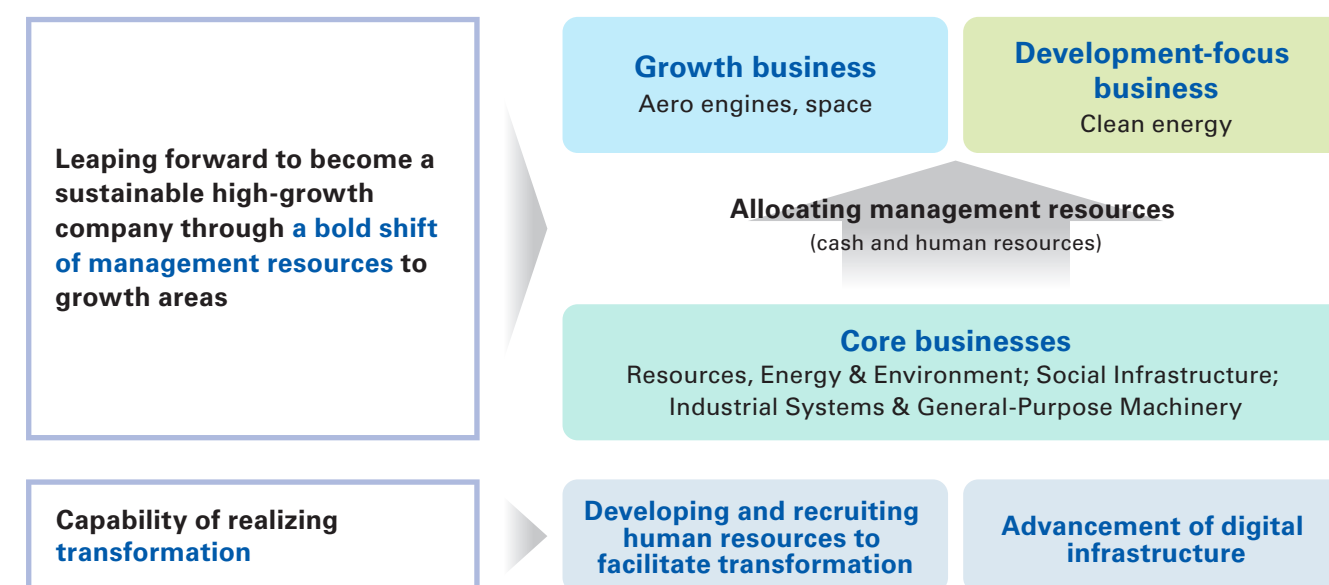 Leaping forward to become a
sustainable high-growth
company through a bold shift
of management resources to
growth areas
Growth business
Aero engines, space
Development-focus
business
Clean energy
Allocating management resources
(cash and human resources)
Core businesses
Resources, Energy & Environment; Social Infrastructure;
Industrial Systems & General-Purpose Machinery
Capability of realizing
transformation
Developing and recruiting
human resources to
facilitate transformation
Advancement of digital
infrastructure